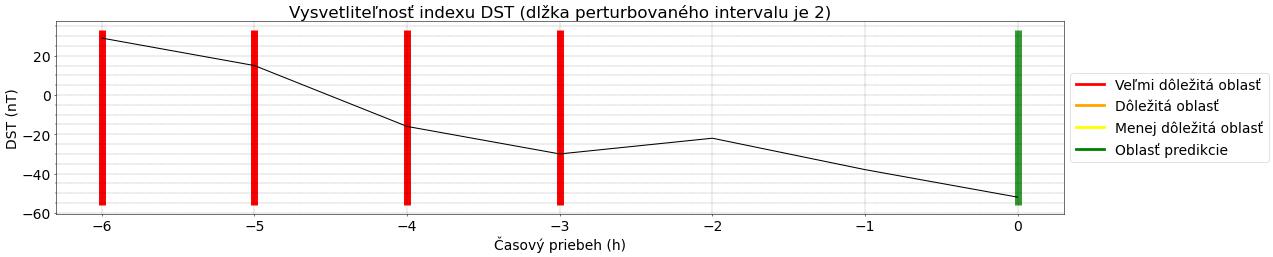 Vysvetliteľnosť indexu DST (dĺžka perturbovaného intervalu je 2)
DST (nT)
20
0
−20
−40
−60
−6
−5
−4
−3
−2
−1
0
Časový priebeh (h)
Veľmi dôležitá oblasť
Dôležitá oblasť
Menej dôležitá oblasť
Oblasť predikcie